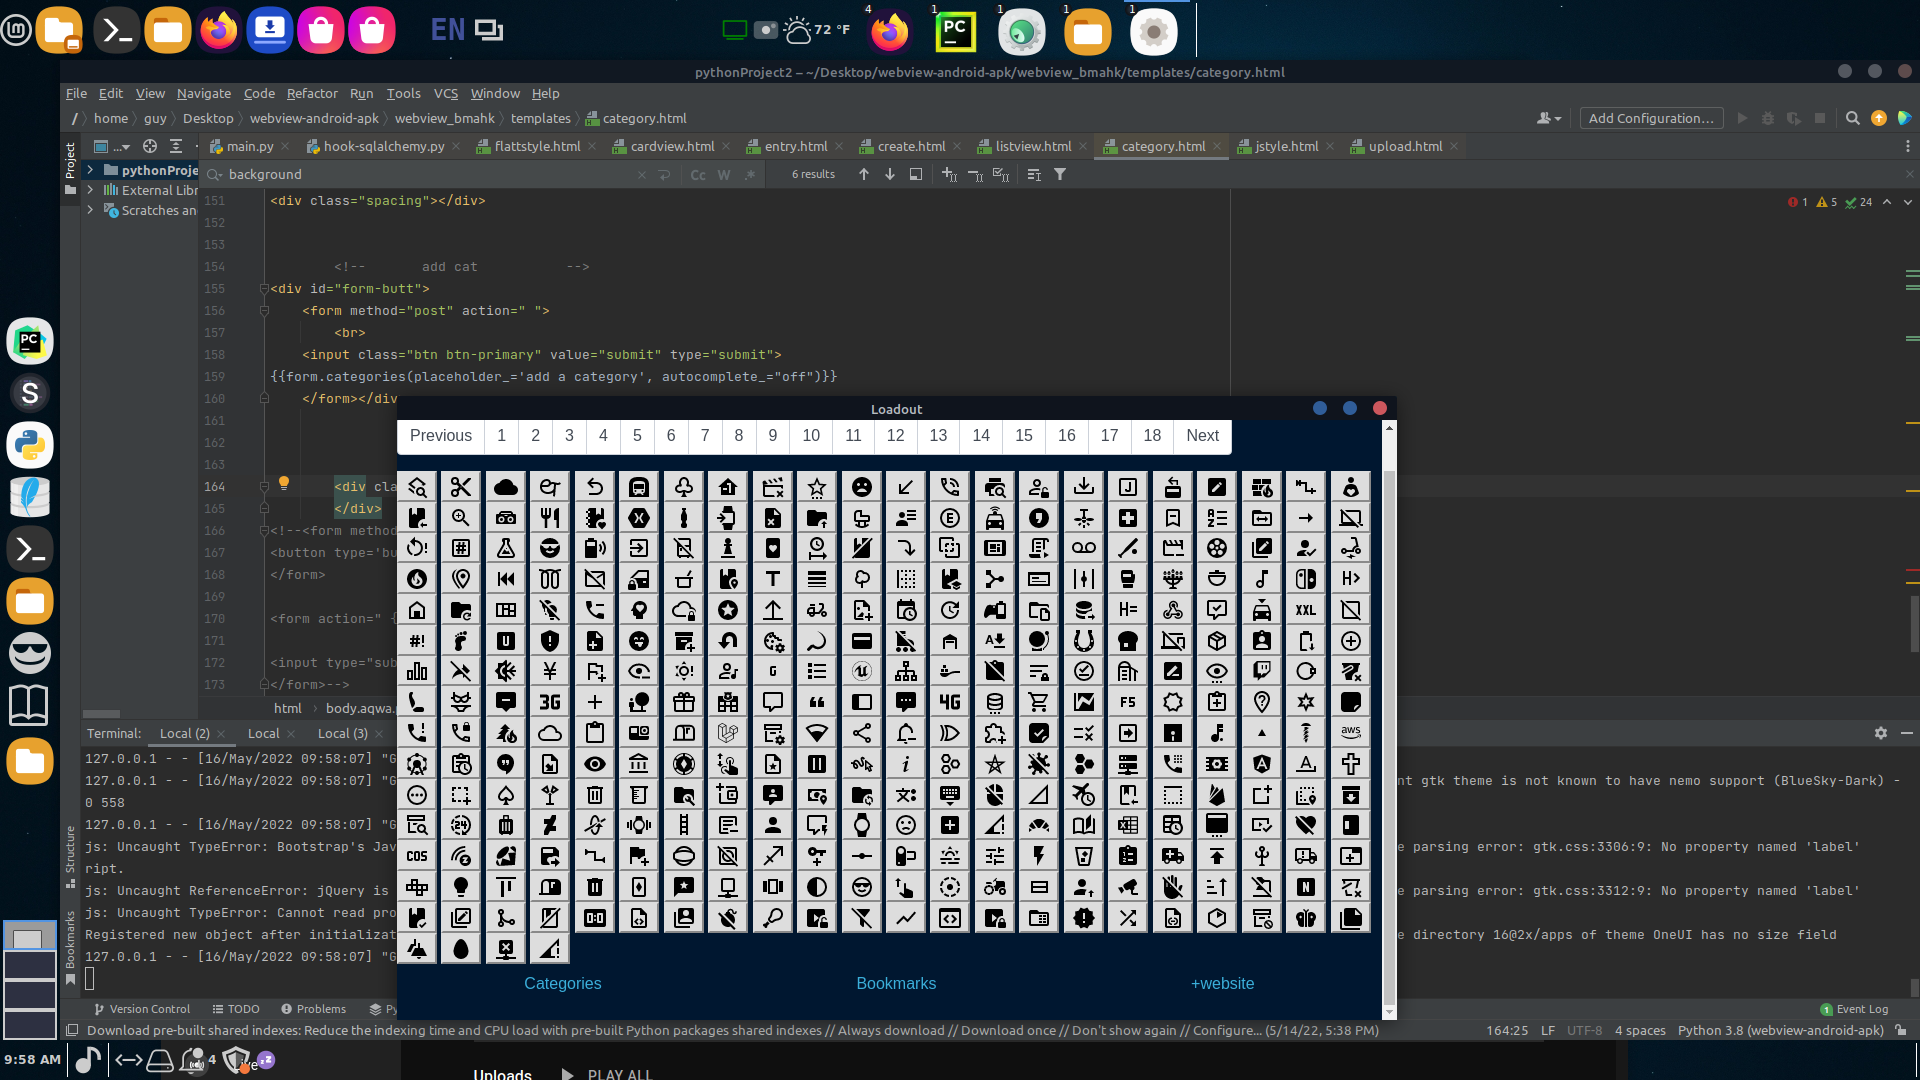 EN
72 °F
4
1
1
1
1
pythonProject2 – ~/Desktop/webview-android-apk/webview_bmahk/templates/category.html
File Edit View Navigate Code Refactor Run Tools VCS Window Help
/ home guy Desktop webview-android-apk webview_bmahk templates category.html
Add Configuration...
main.py hook-sqlalchemy.py flattstyle.html cardview.html entry.html create.html listview.html category.html jstyle.html upload.html
Project
pythonProje
External Libr
Scratches an
background
Cc W .*
6 results
1 5 24
151 <div class="spacing"></div>
152
153
154 <!-- add cat -->
155 <div id="form-butt">
156 <form method="post" action=" ">
157 <br>
158 <input class="btn btn-primary" value="submit" type="submit">
159 {{form.categories(placeholder_='add a category', autocomplete_="off")}}
160 </form></div
161
162
163
164 <div cla
165 </div>
166 <!--<form method
167 <button type='bu
168 </form>
169
170 <form action=" {
171
172 <input type="sub
173 </form>-->
html body.aqwa.
Loadout
Previous 1 2 3 4 5 6 7 8 9 10 11 12 13 14 15 16 17 18 Next
XXL
3G
4G
F5
aws
COS
Categories Bookmarks +website
Terminal: Local (2) Local Local (3)
127.0.0.1 - - [16/May/2022 09:58:07] "G
127.0.0.1 - - [16/May/2022 09:58:07] "G
0 558
127.0.0.1 - - [16/May/2022 09:58:07] "G
js: Uncaught TypeError: Bootstrap's Jav
ript.
js: Uncaught ReferenceError: jQuery is
js: Uncaught TypeError: Cannot read pro
Registered new object after initializat
127.0.0.1 - - [16/May/2022 09:58:07] "G
nt gtk theme is not known to have nemo support (BlueSky-Dark) -
e parsing error: gtk.css:3306:9: No property named 'label'
e parsing error: gtk.css:3312:9: No property named 'label'
e directory 16@2x/apps of theme OneUI has no size field
Structure
Bookmarks
Version Control TODO Problems Py
1 Event Log
Download pre-built shared indexes: Reduce the indexing time and CPU load with pre-built Python packages shared indexes // Always download // Download once // Don't show again // Configure... (5/14/22, 5:38 PM)
164:25 LF UTF-8 4 spaces Python 3.8 (webview-android-apk)
9:58 AM
4
Uploads PLAY ALL